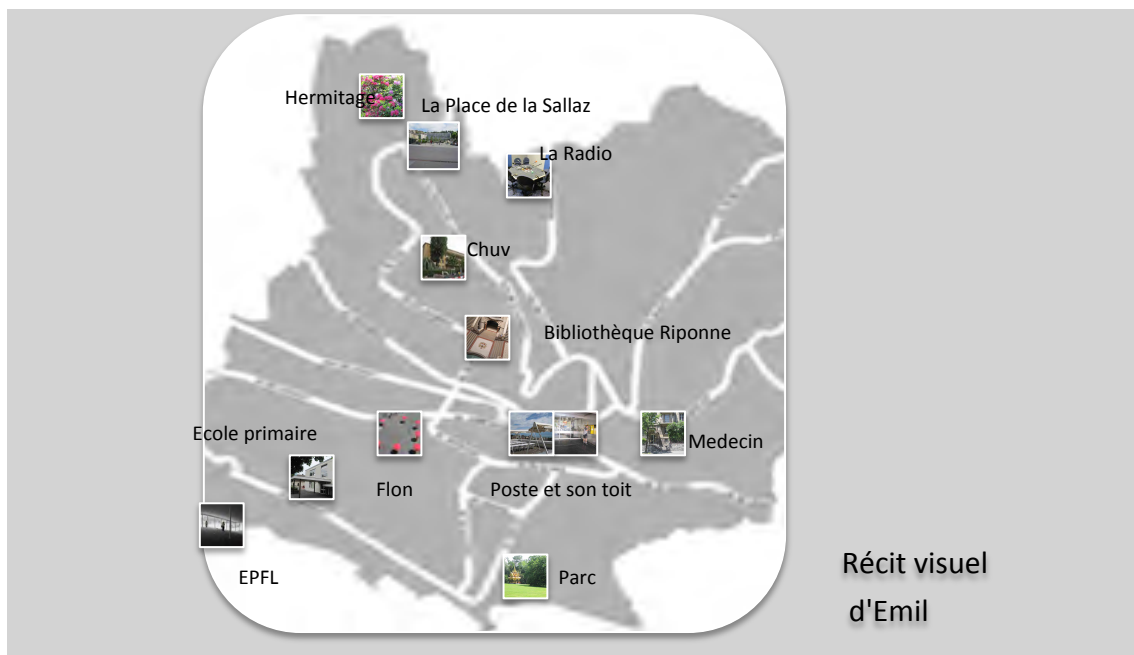 Hermitage
La Place de la Sallaz
La Radio
Chuv
Bibliothèque Riponne
Ecole primaire
Medecin
Flon
Poste et son toit
EPFL
Parc
Récit visuel
d'Emil